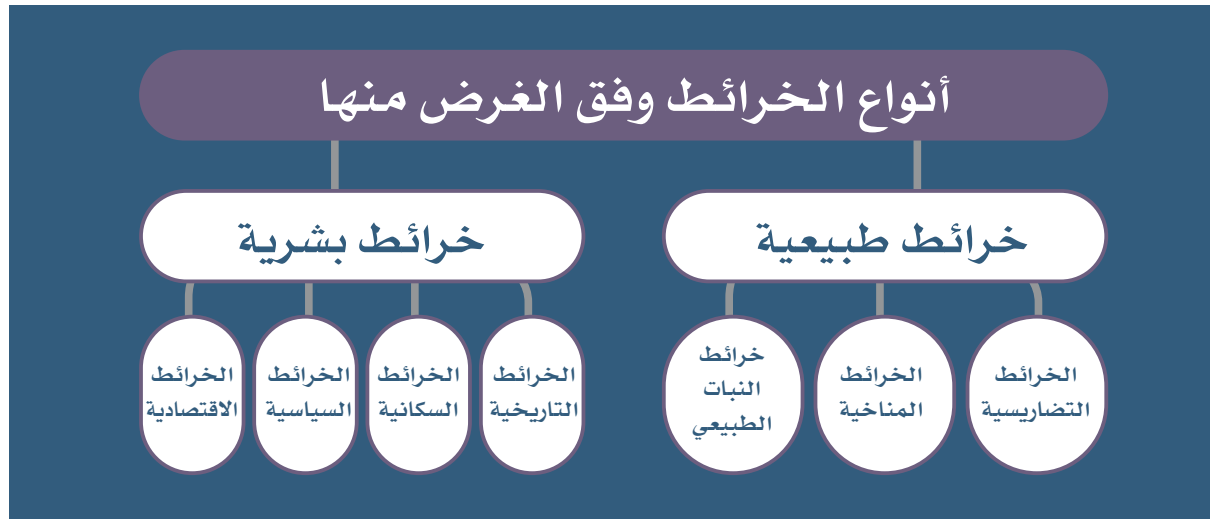 أنواع الخرائط وفق الغرض منها
خرائط طبيعية
خرائط بشرية
الخرائط
التضاريسية
الخرائط
المناخية
خرائط
النبات
الطبيعي
الخرائط
التاريخية
الخرائط
السكانية
الخرائط
السياسية
الخرائط
الاقتصادية